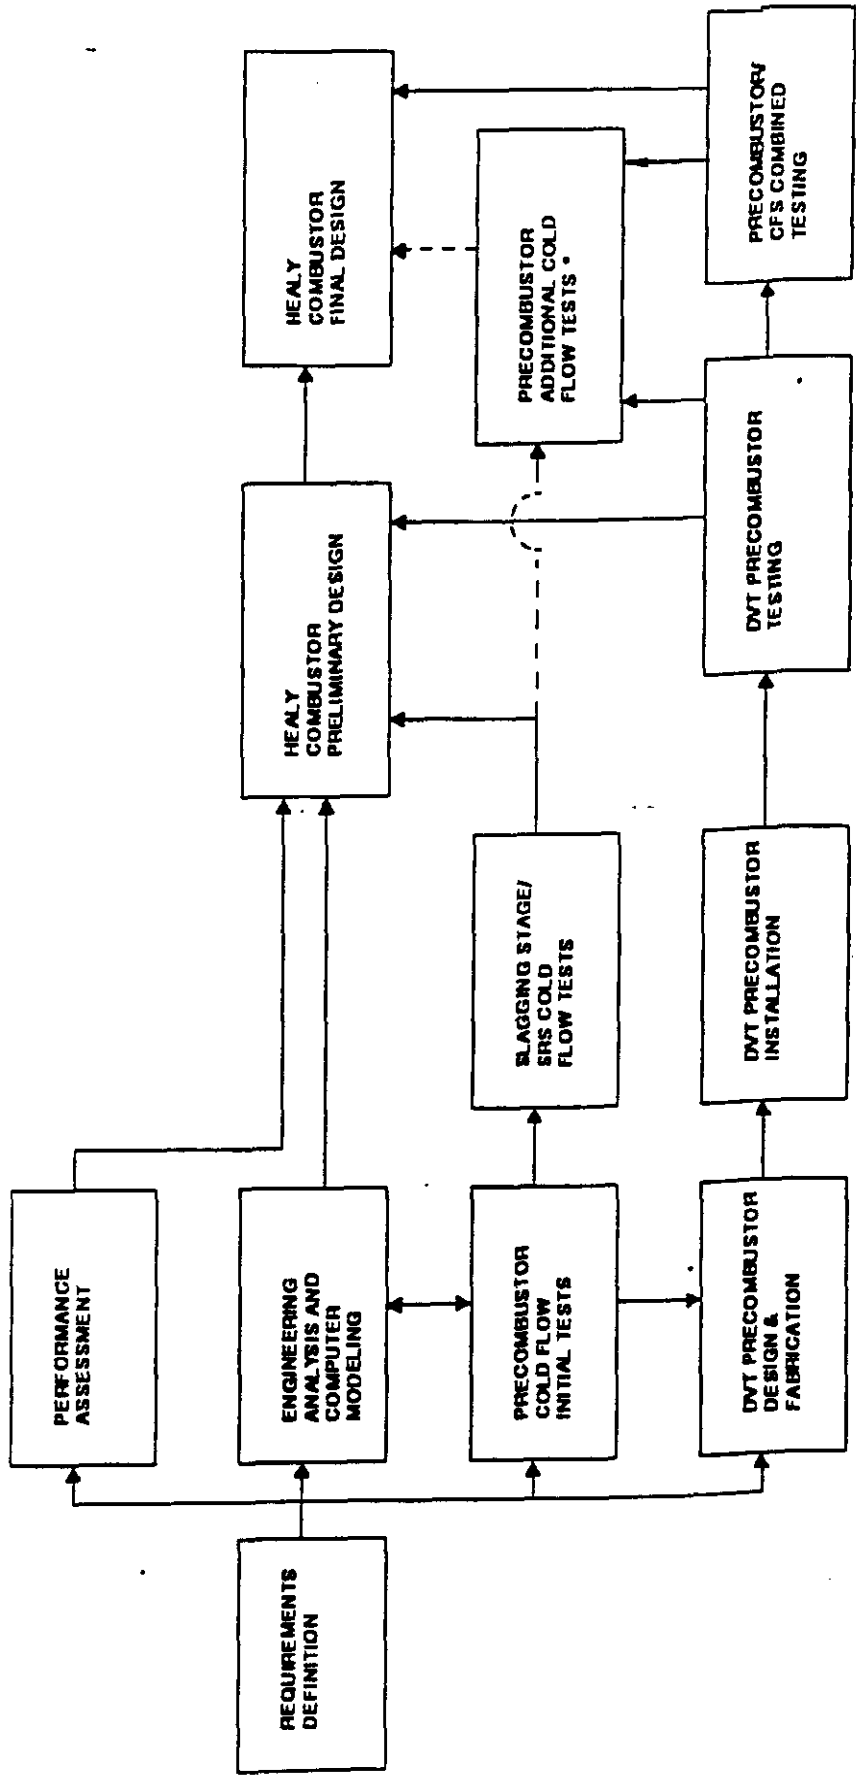 REQUIREMENTS
DEFINITION
PERFORMANCE
ASSESSMENT
ENGINEERING
ANALYSIS AND
COMPUTER
MODELING
PRECOMBUSTOR
COLD FLOW
INITIAL TESTS
DVT PRECOMBUSTOR
DESIGN &
FABRICATION
SLAGGING STAGE/
SRS COLD
FLOW TESTS
DVT PRECOMBUSTOR
INSTALLATION
HEALY
COMBUSTOR
PRELIMINARY DESIGN
DVT PRECOMBUSTOR
TESTING
HEALY
COMBUSTOR
FINAL DESIGN
PRECOMBUSTOR
ADDITIONAL COLD
FLOW TESTS *
PRECOMBUSTOR/
CFS COMBINED
TESTING